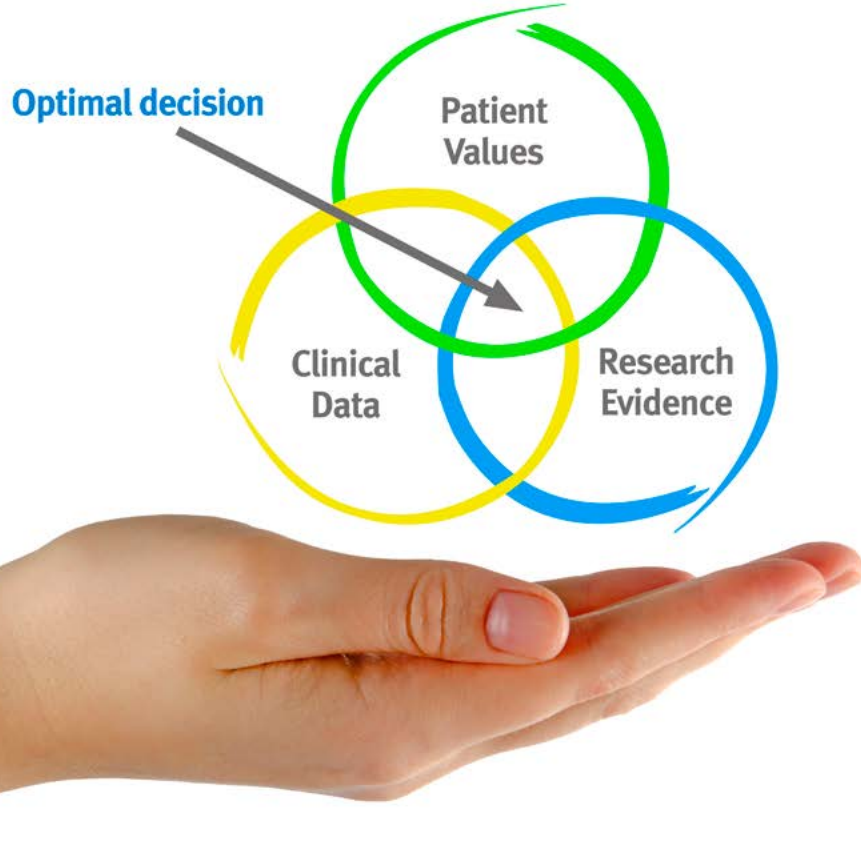 Optimal decision
Patient
Values
Clinical
Data
Research
Evidence